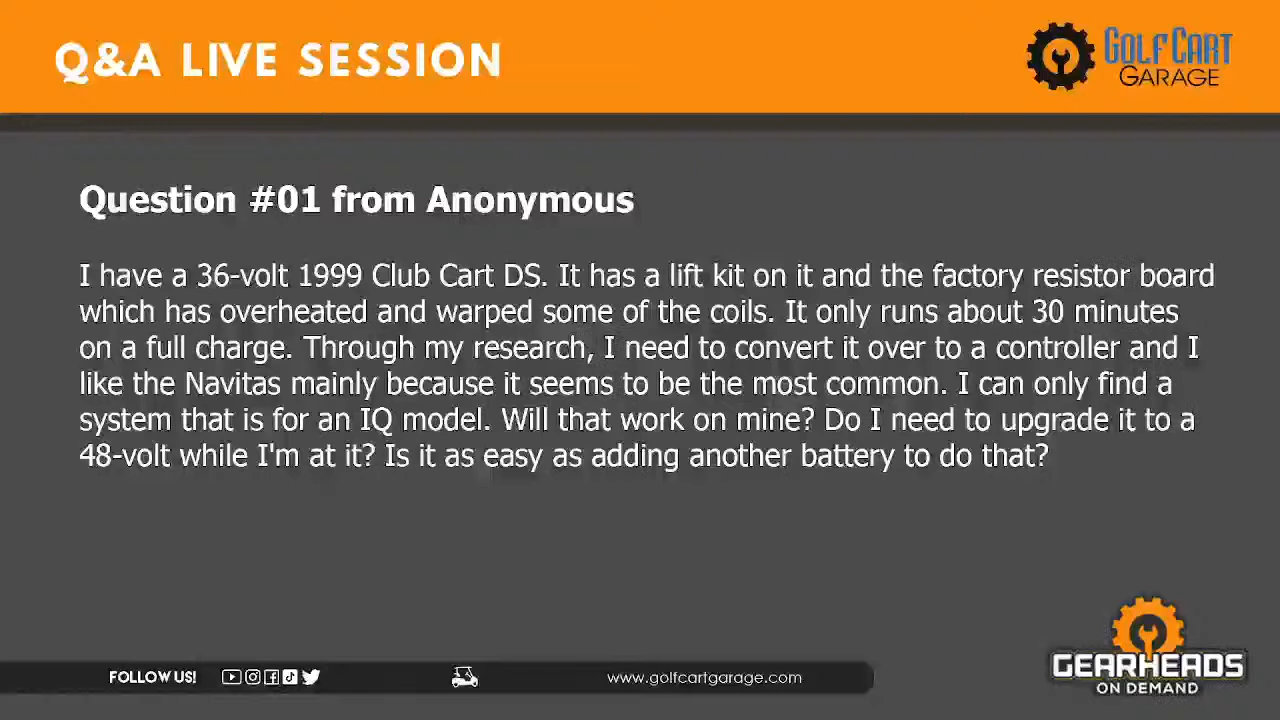 Q&A LIVE SESSION
GOLF CART
GARAGE
Question #01 from Anonymous
I have a 36-volt 1999 Club Cart DS. It has a lift kit on it and the factory resistor board
which has overheated and warped some of the coils. It only runs about 30 minutes
on a full charge. Through my research, I need to convert it over to a controller and I
like the Navitas mainly because it seems to be the most common. I can only find a
system that is for an IQ model. Will that work on mine? Do I need to upgrade it to a
48-volt while I'm at it? Is it as easy as adding another battery to do that?
GEARHEADS
ON DEMAND
FOLLOW US!
www.golfcartgarage.com